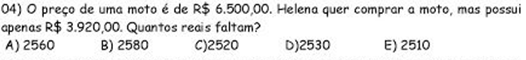 04) O preço de uma moto é de R$ 6.500,00. Helena quer comprar a moto, mas possui
apenas R$ 3.920,00. Quantos reais faltam?
A) 2560 B) 2580 C)2520 D)2530 E) 2510